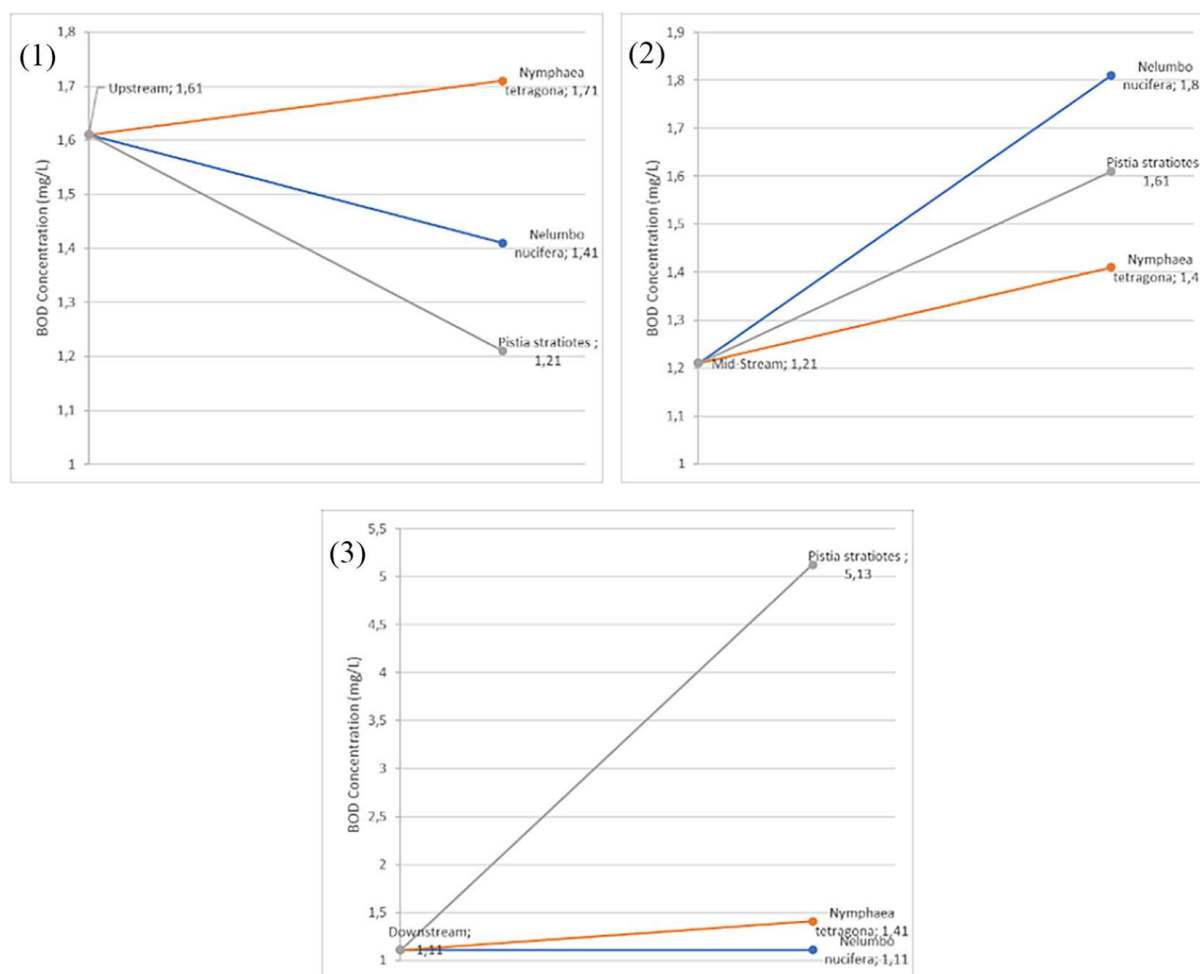 (1)
1,8
1,7
1,6
1,5
1,4
1,3
1,2
1,1
1
BOD Concentration (mg/L)
Upstream; 1,61
Nymphaea
tetragona; 1,71
Nelumbo
nucifera; 1,41
Pistia stratiotes ;
1,21
(2)
1,9
1,8
1,7
1,6
1,5
1,4
1,3
1,2
1,1
1
BOD Concentration (mg/L)
Mid-Stream; 1,21
Nelumbo
nucifera; 1,8
Pistia stratiotes
1,61
Nymphaea
tetragona; 1,4
(3)
5,5
5
4,5
4
3,5
3
2,5
2
1,5
1
BOD Concentration (mg/L)
Downstream;
1,11
Pistia stratiotes ;
5,13
Nymphaea
tetragona; 1,41
Nelumbo
nucifera; 1,11